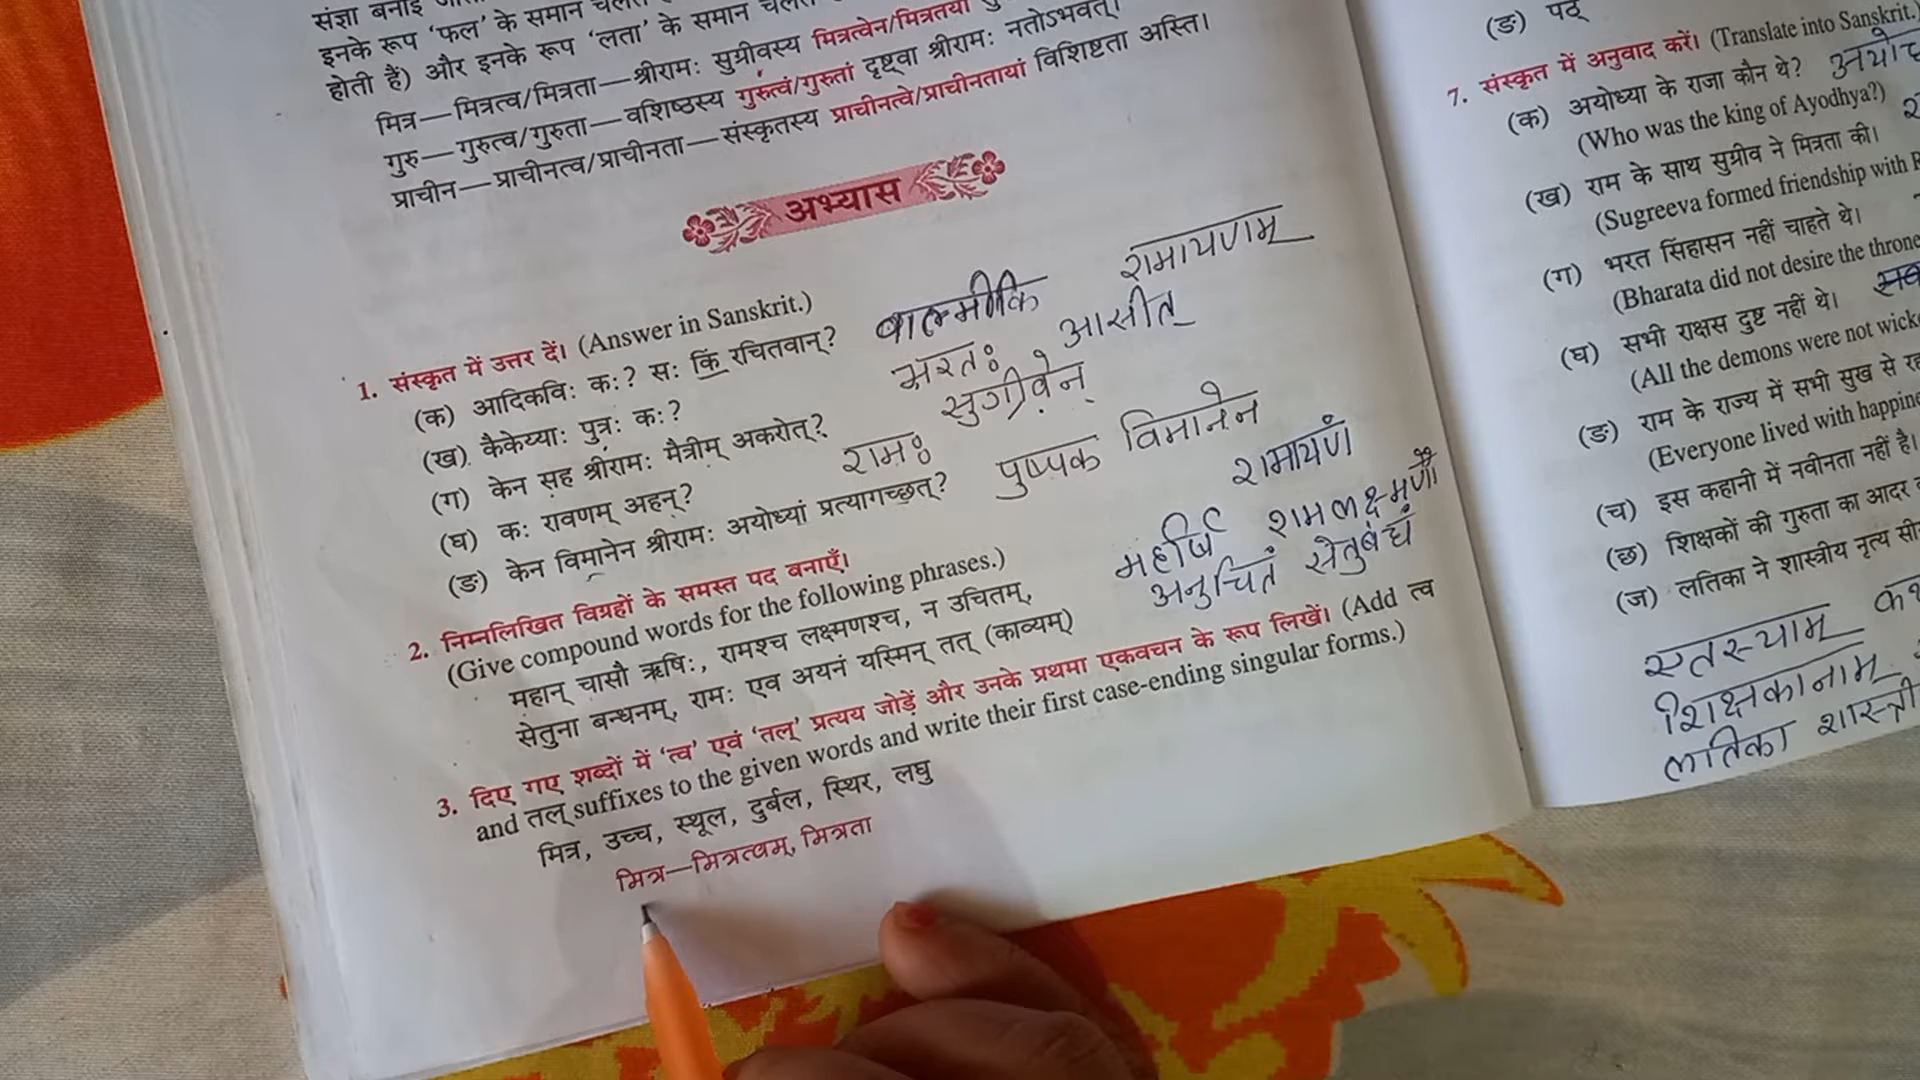 संज्ञा बनाई
इनके रूप 'फल' के समान
होती हैं) और इनके रूप 'लता' के समान
मित्र—मित्रत्व/मित्रता—श्रीरामः सुग्रीवस्य मित्रत्वेन/मित्रतया
गुरु—गुरुत्व/गुरुता—वशिष्ठस्य गुरुत्वं/गुरुतां दृष्ट्वा श्रीरामः नतोऽभवत्।
प्राचीन—प्राचीनत्व/प्राचीनता—संस्कृतस्य प्राचीनत्वे/प्राचीनतायां विशिष्टता अस्ति।
अभ्यास
1. संस्कृत में उत्तर दें। (Answer in Sanskrit.)
(क) आदिकविः कः? सः किं रचितवान्? वाल्मीकि रामायणम्
(ख) कैकेय्याः पुत्रः कः? भरतः आसीत्
(ग) केन सह श्रीरामः मैत्रीम् अकरोत्? सुग्रीवेन्
(घ) कः रावणम् अहन्? रामः
(ङ) केन विमानेन श्रीरामः अयोध्यां प्रत्यागच्छत्? पुष्पक विमानेन
2. निम्नलिखित विग्रहों के समस्त पद बनाएँ।
(Give compound words for the following phrases.)
महान् चासौ ऋषिः, रामश्च लक्ष्मणश्च, न उचितम्,
सेतुना बन्धनम्, रामः एव अयनं यस्मिन् तत् (काव्यम्)
रामायणं
महर्षि रामलक्ष्मणौ
अनुचितं सेतुबंधं
3. दिए गए शब्दों में 'त्व' एवं 'तल्' प्रत्यय जोड़ें और उनके प्रथमा एकवचन के रूप लिखें। (Add त्व
and तल् suffixes to the given words and write their first case-ending singular forms.)
मित्र, उच्च, स्थूल, दुर्बल, स्थिर, लघु
मित्र—मित्रत्वम्, मित्रता
(ङ) पठ्
7. संस्कृत में अनुवाद करें। (Translate into Sanskrit.)
(क) अयोध्या के राजा कौन थे?
(Who was the king of Ayodhya?)
(ख) राम के साथ सुग्रीव ने मित्रता की।
(Sugreeva formed friendship with
(ग) भरत सिंहासन नहीं चाहते थे।
(Bharata did not desire the throne
(घ) सभी राक्षस दुष्ट नहीं थे।
(All the demons were not
(ङ) राम के राज्य में सभी सुख से
(Everyone lived with
(च) इस कहानी में नवीनता नहीं है।
(छ) शिक्षकों की गुरुता का आदर
(ज) लतिका ने शास्त्रीय नृत्य
एतस्याम्
शिक्षकानाम्
लतिका शास्त्री